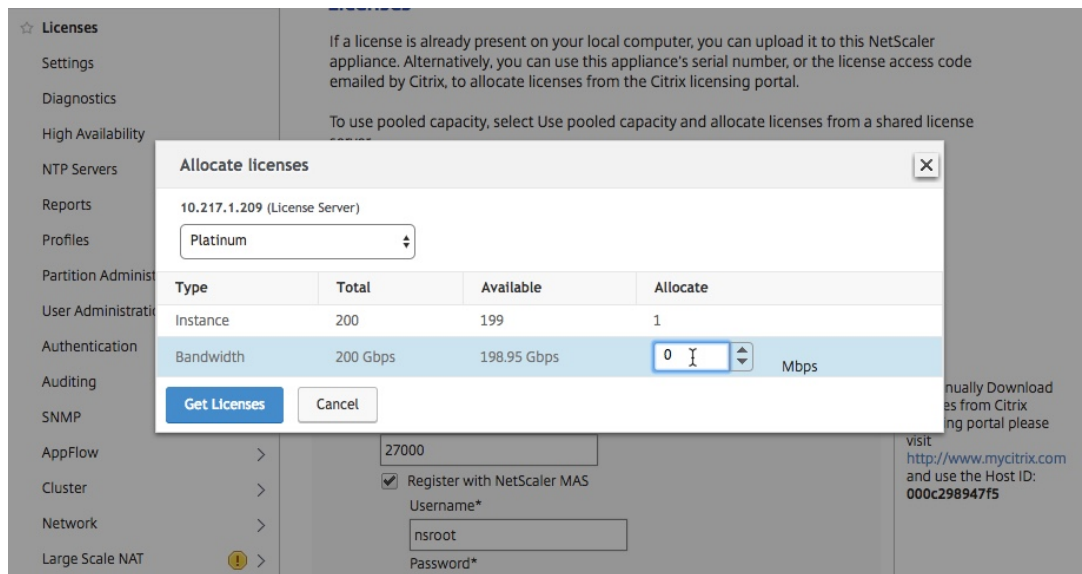 Licenses
Settings
Diagnostics
High Availability
NTP Servers
Reports
Profiles
Partition Administ
User Administratio
Authentication
Auditing
SNMP
AppFlow
Cluster
Network
Large Scale NAT
Licenses
If a license is already present on your local computer, you can upload it to this NetScaler
appliance. Alternatively, you can use this appliance's serial number, or the license access code
emailed by Citrix, to allocate licenses from the Citrix licensing portal.
To use pooled capacity, select Use pooled capacity and allocate licenses from a shared license
Allocate licenses
10.217.1.209 (License Server)
Platinum
Type Total Available Allocate
Instance 200 199 1
Bandwidth 200 Gbps 198.95 Gbps 0 Mbps
Get Licenses Cancel
27000
Register with NetScaler MAS
Username*
nsroot
Password*
nually Download
es from Citrix
ng portal please
visit
http://www.mycitrix.com
and use the Host ID:
000c298947f5